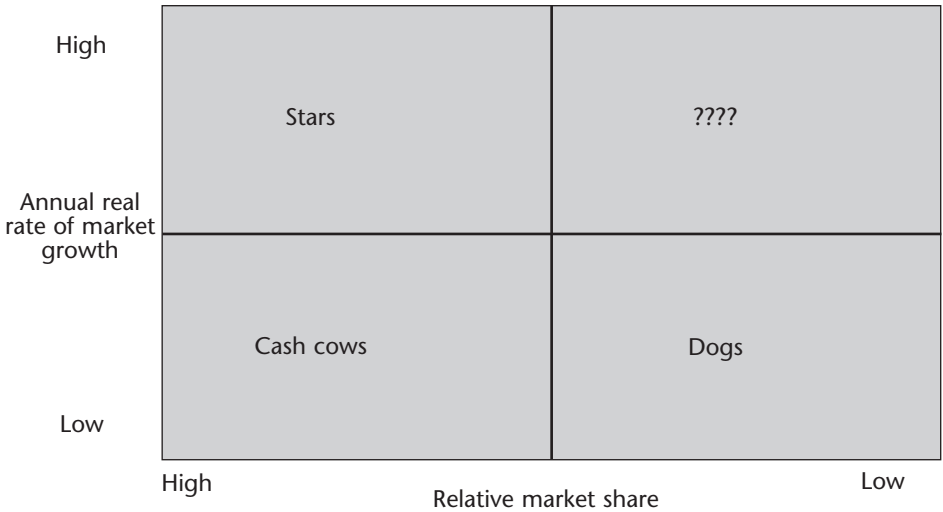 High
Stars
????
Annual real
rate of market
growth
Cash cows
Dogs
Low
High
Low
Relative market share